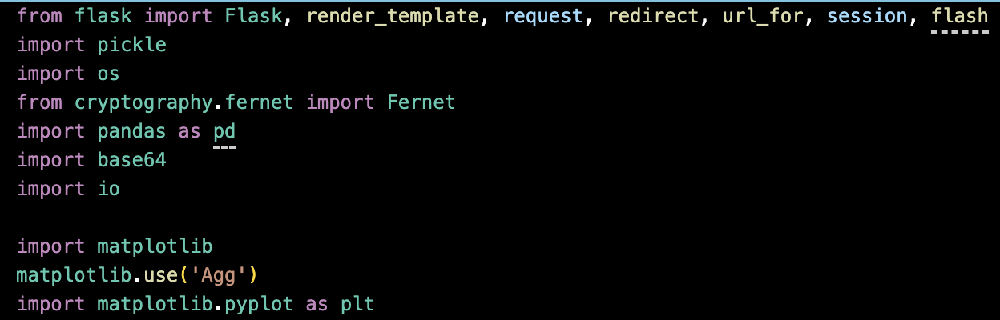 from flask import Flask, render_template, request, redirect, url_for, session, flash
import pickle
import os
from cryptography.fernet import Fernet
import pandas as pd
import base64
import io
import matplotlib
matplotlib.use('Agg')
import matplotlib.pyplot as plt